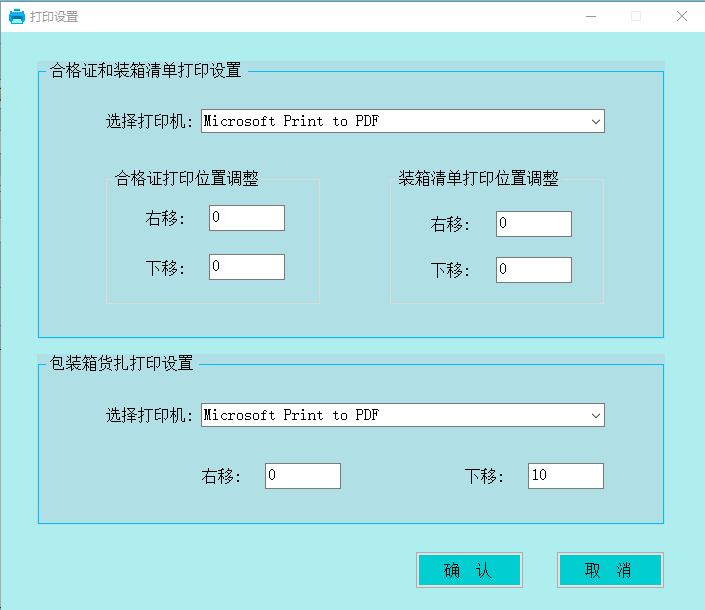 打印设置
合格证和装箱清单打印设置
选择打印机: Microsoft Print to PDF
合格证打印位置调整
右移: 0
下移: 0
装箱清单打印位置调整
右移: 0
下移: 0
包装箱货扎打印设置
选择打印机: Microsoft Print to PDF
右移: 0 下移: 10
确 认 取 消